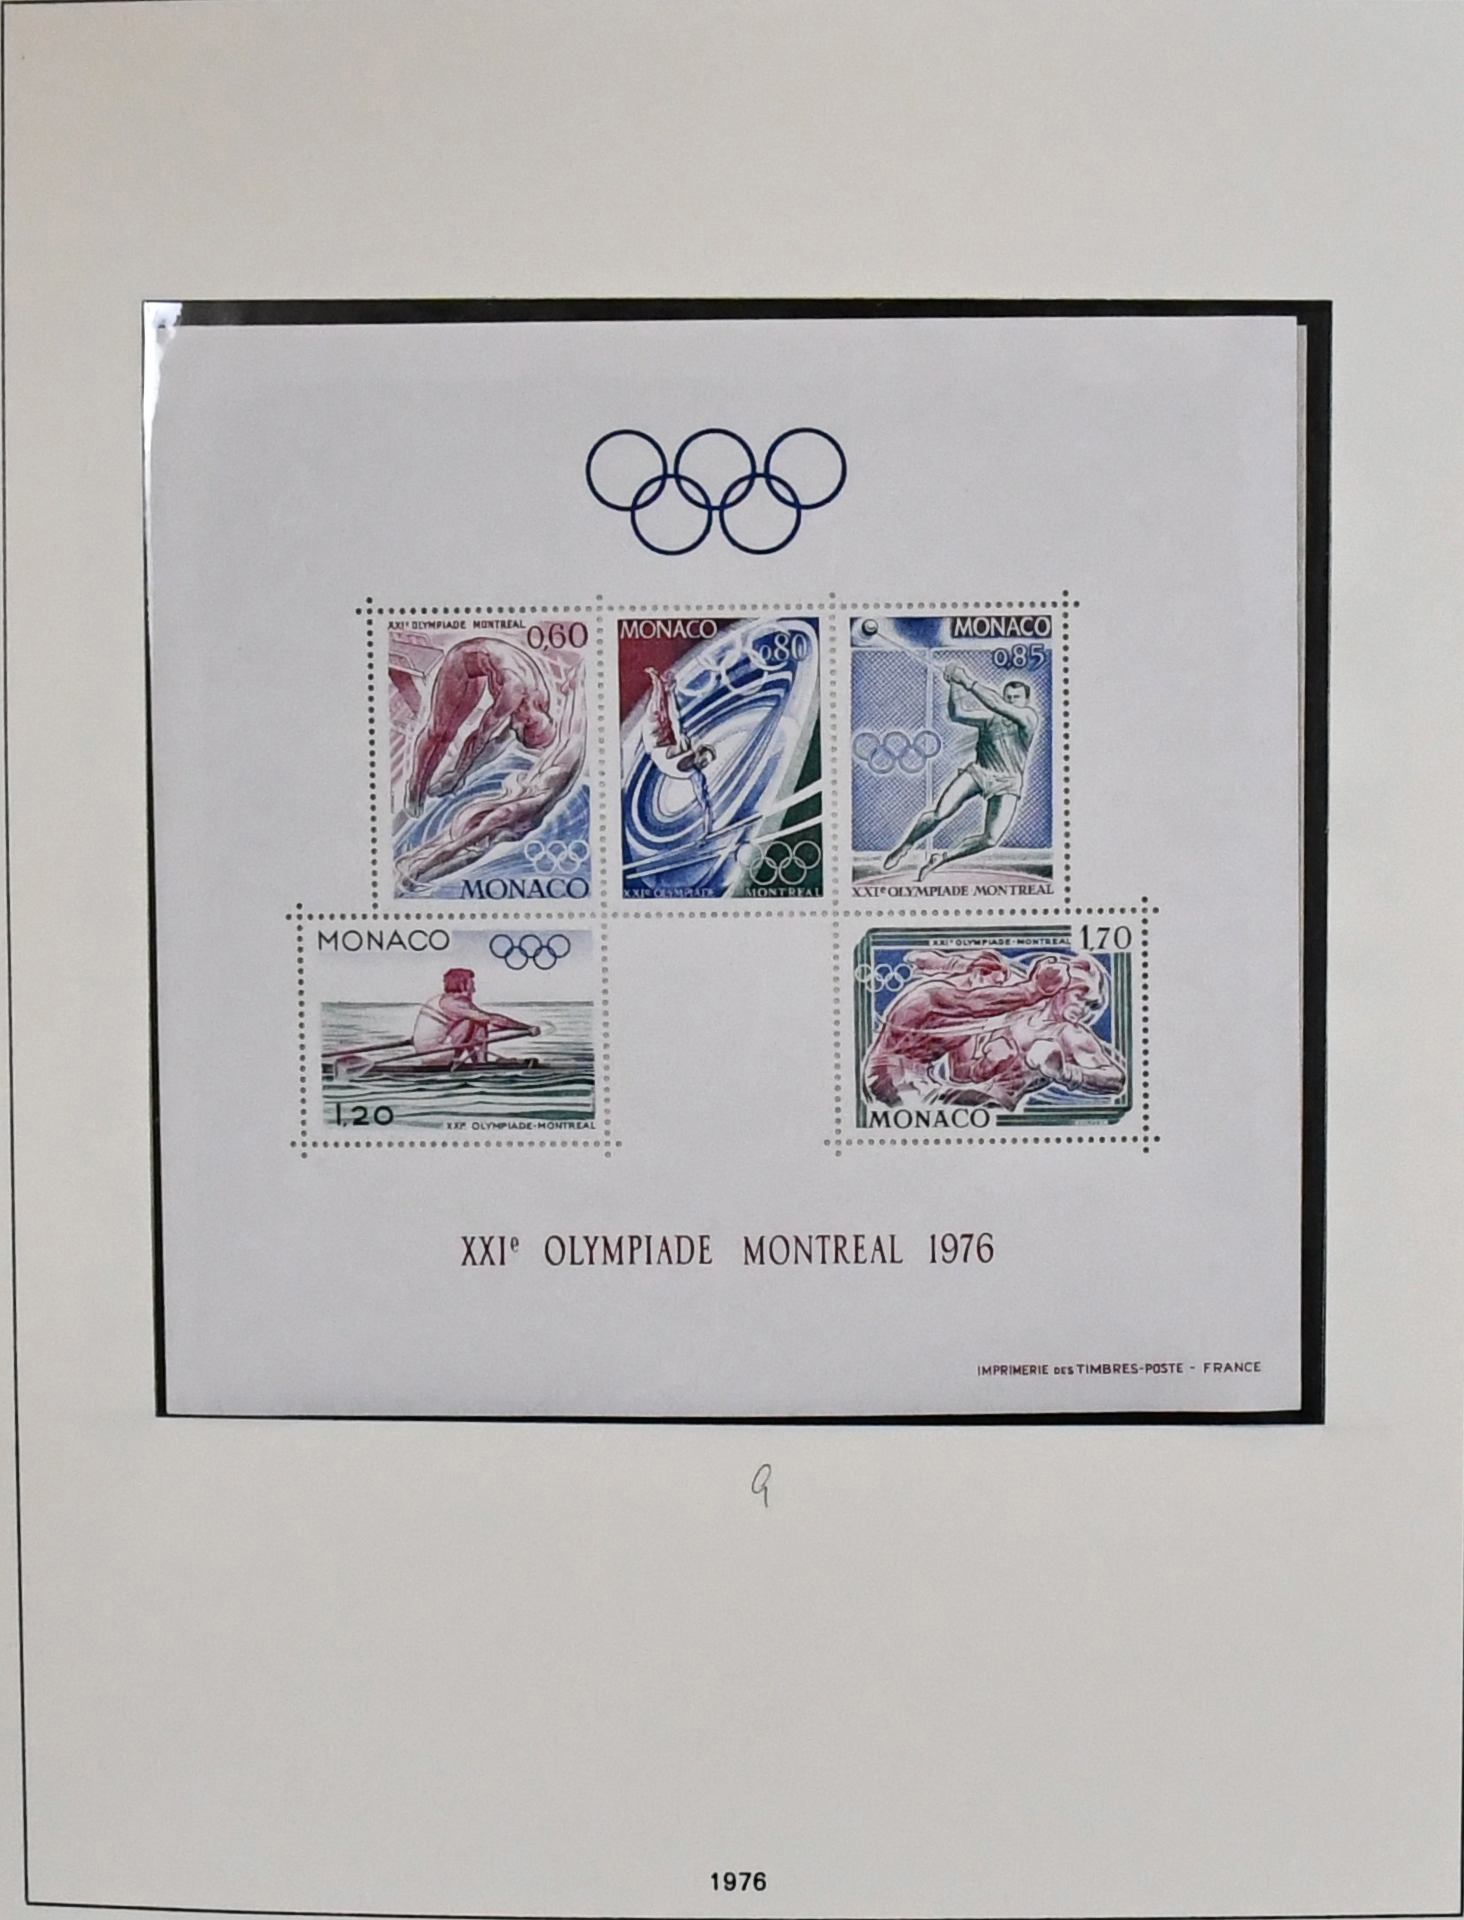 XXIe OLYMPIADE MONTREAL
0,60
MONACO
MONACO
0,80
XXIe OLYMPIADE MONTREAL
MONACO
0,85
XXIe OLYMPIADE MONTREAL
MONACO
1,20
XXIe OLYMPIADE-MONTREAL
XXIe OLYMPIADE-MONTREAL 1,70
MONACO
XXIe OLYMPIADE MONTREAL 1976
IMPRIMERIE DES TIMBRES-POSTE - FRANCE
9
1976